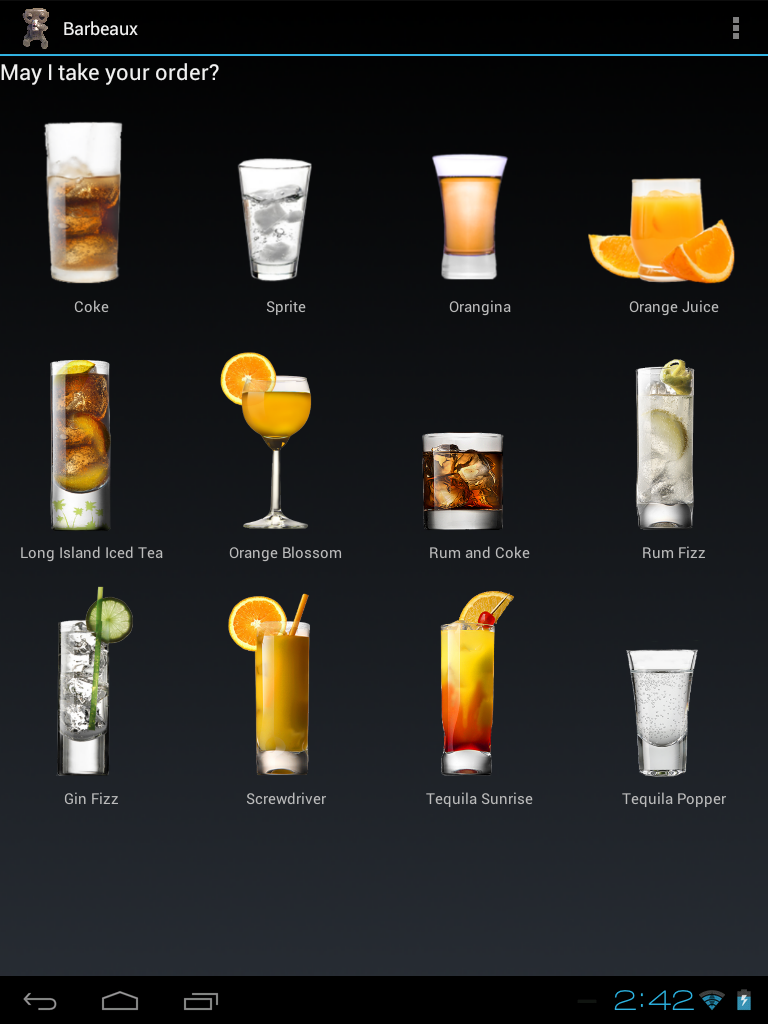 Barbeaux
May I take your order?
Coke Sprite Orangina Orange Juice
Long Island Iced Tea Orange Blossom Rum and Coke Rum Fizz
Gin Fizz Screwdriver Tequila Sunrise Tequila Popper
2:42